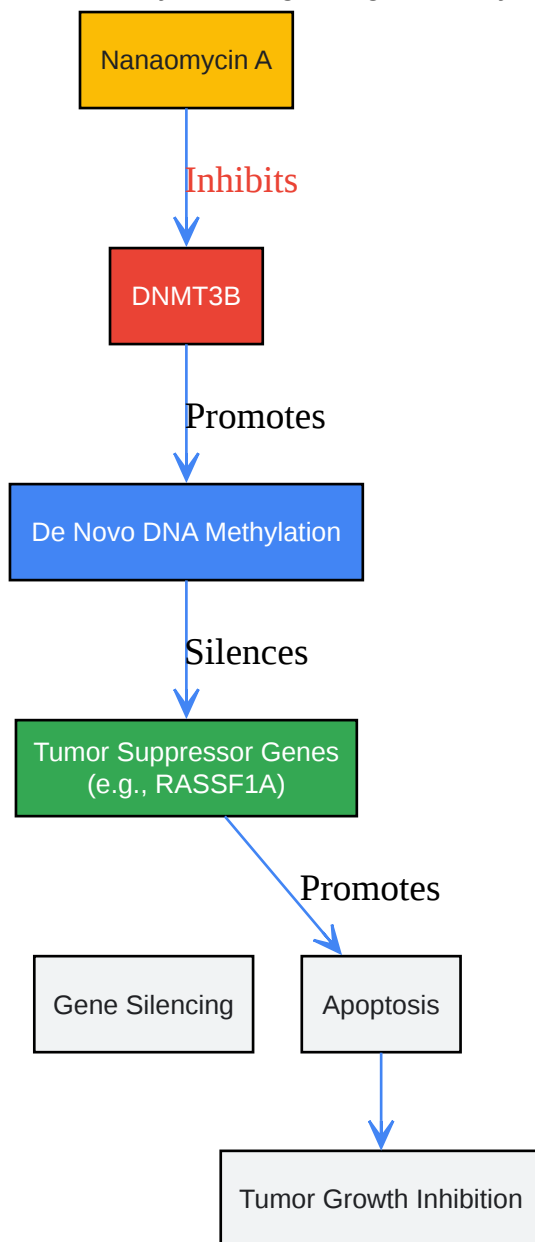 Nanaomycin A
Inhibits
DNMT3B
Promotes
De Novo DNA Methylation
Silences
Tumor Suppressor Genes
(e.g., RASSF1A)
Promotes
Gene Silencing
Apoptosis
Tumor Growth Inhibition